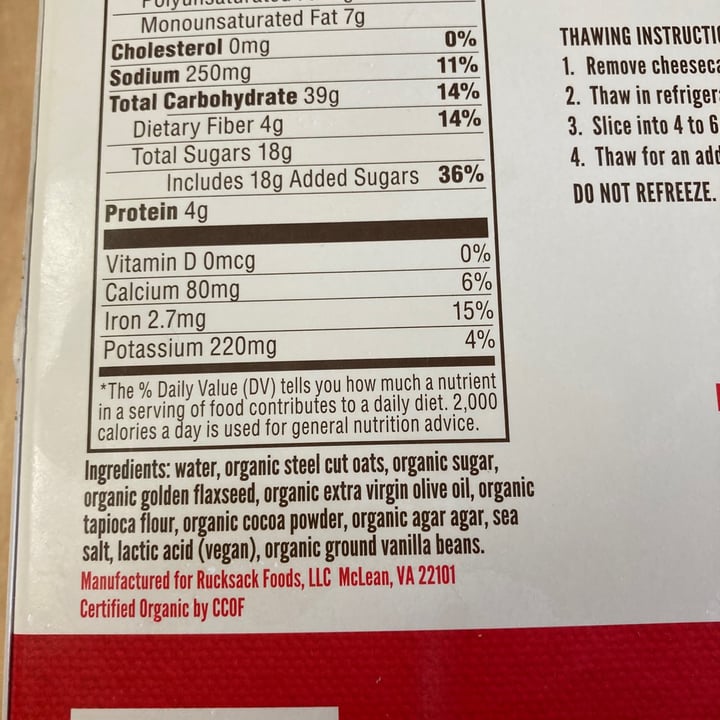 Monounsaturated Fat 7g
Cholesterol 0mg 0%
Sodium 250mg 11%
Total Carbohydrate 39g 14%
Dietary Fiber 4g 14%
Total Sugars 18g
Includes 18g Added Sugars 36%
Protein 4g
Vitamin D 0mcg 0%
Calcium 80mg 6%
Iron 2.7mg 15%
Potassium 220mg 4%
*The % Daily Value (DV) tells you how much a nutrient
in a serving of food contributes to a daily diet. 2,000
calories a day is used for general nutrition advice.
Ingredients: water, organic steel cut oats, organic sugar,
organic golden flaxseed, organic extra virgin olive oil, organic
tapioca flour, organic cocoa powder, organic agar agar, sea
salt, lactic acid (vegan), organic ground vanilla beans.
Manufactured for Rucksack Foods, LLC McLean, VA 22101
Certified Organic by CCOF
THAWING
1. Remove
2. Thaw in
3. Slice into 4 to 6
4. Thaw for an
DO NOT REFREEZE.